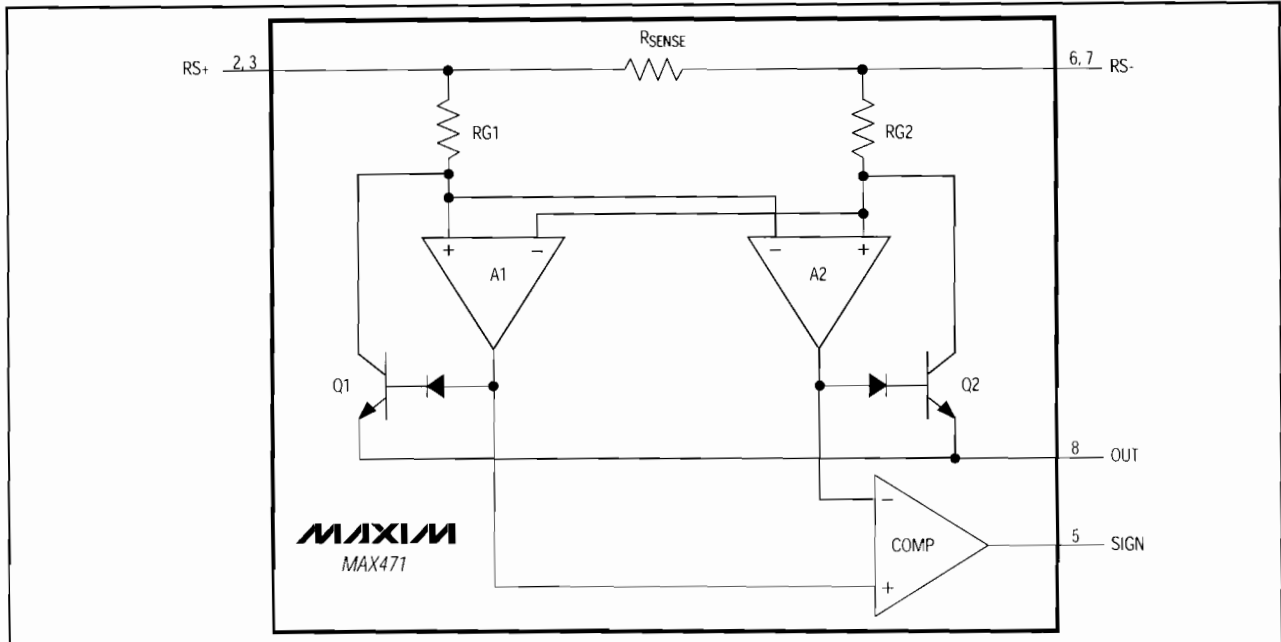 RSENSE
RS+ 2, 3
6, 7 RS-
RG1
RG2
+ −
A1
− +
A2
Q1
Q2
8 OUT
−
COMP
+
5 SIGN
MAXIM
MAX471